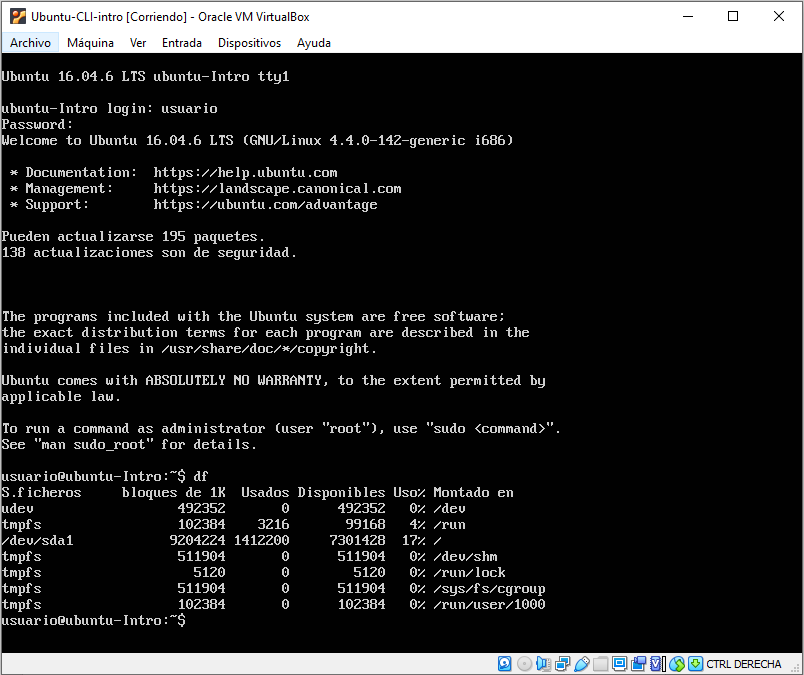 Ubuntu-CLI-intro [Corriendo] - Oracle VM VirtualBox
Archivo Máquina Ver Entrada Dispositivos Ayuda
Ubuntu 16.04.6 LTS ubuntu-Intro tty1
ubuntu-Intro login: usuario
Password:
Welcome to Ubuntu 16.04.6 LTS (GNU/Linux 4.4.0-142-generic i686)
* Documentation:  https://help.ubuntu.com
* Management:     https://landscape.canonical.com
* Support:        https://ubuntu.com/advantage
Pueden actualizarse 195 paquetes.
138 actualizaciones son de seguridad.
The programs included with the Ubuntu system are free software;
the exact distribution terms for each program are described in the
individual files in /usr/share/doc/*/copyright.
Ubuntu comes with ABSOLUTELY NO WARRANTY, to the extent permitted by
applicable law.
To run a command as administrator (user "root"), use "sudo <command>".
See "man sudo_root" for details.
usuario@ubuntu-Intro:~$ df
S.ficheros     bloques de 1K  Usados Disponibles Uso% Montado en
udev                  492352       0      492352   0% /dev
tmpfs                 102384    3216       99168   4% /run
/dev/sda1            9204224 1412200     7301428  17% /
tmpfs                 511904       0      511904   0% /dev/shm
tmpfs                   5120       0        5120   0% /run/lock
tmpfs                 511904       0      511904   0% /sys/fs/cgroup
tmpfs                 102384       0      102384   0% /run/user/1000
usuario@ubuntu-Intro:~$
CTRL DERECHA